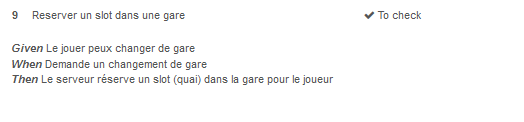 9 Reserver un slot dans une gare ✔ To check
Given Le jouer peux changer de gare
When Demande un changement de gare
Then Le serveur réserve un slot (quai) dans la gare pour le joueur